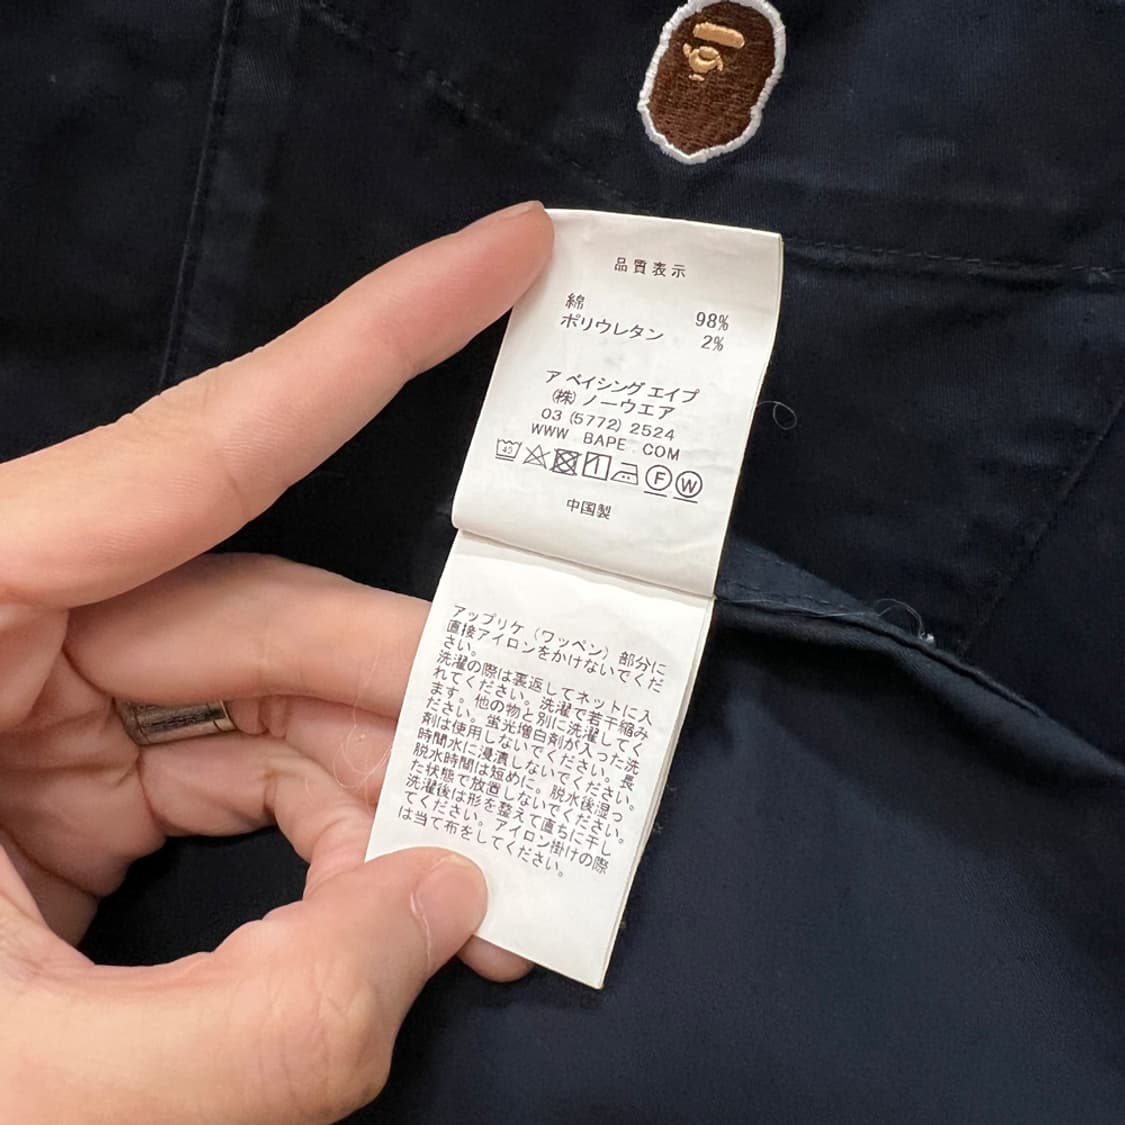 品質表示
綿 98%
ポリウレタン 2%
ア ベイシング エイプ
(株) ノーウエア
03 (5772) 2524
WWW . BAPE . COM
40 1 F W
中国製
アップリケ（ワッペン）部分に
直接アイロンをかけないでくだ
さい。
洗濯の際は裏返してネットに入
れてください。洗濯で若干縮み
ます。他の物と別に洗濯してく
ださい。蛍光増白剤が入った洗
剤は使用しないでください。長
時間水に浸漬しないでください。
脱水時間は短めに。脱水後湿っ
た状態で放置しないでください。
洗濯後は形を整えて直ちに干し
てください。アイロン掛けの際
は当て布をしてください。